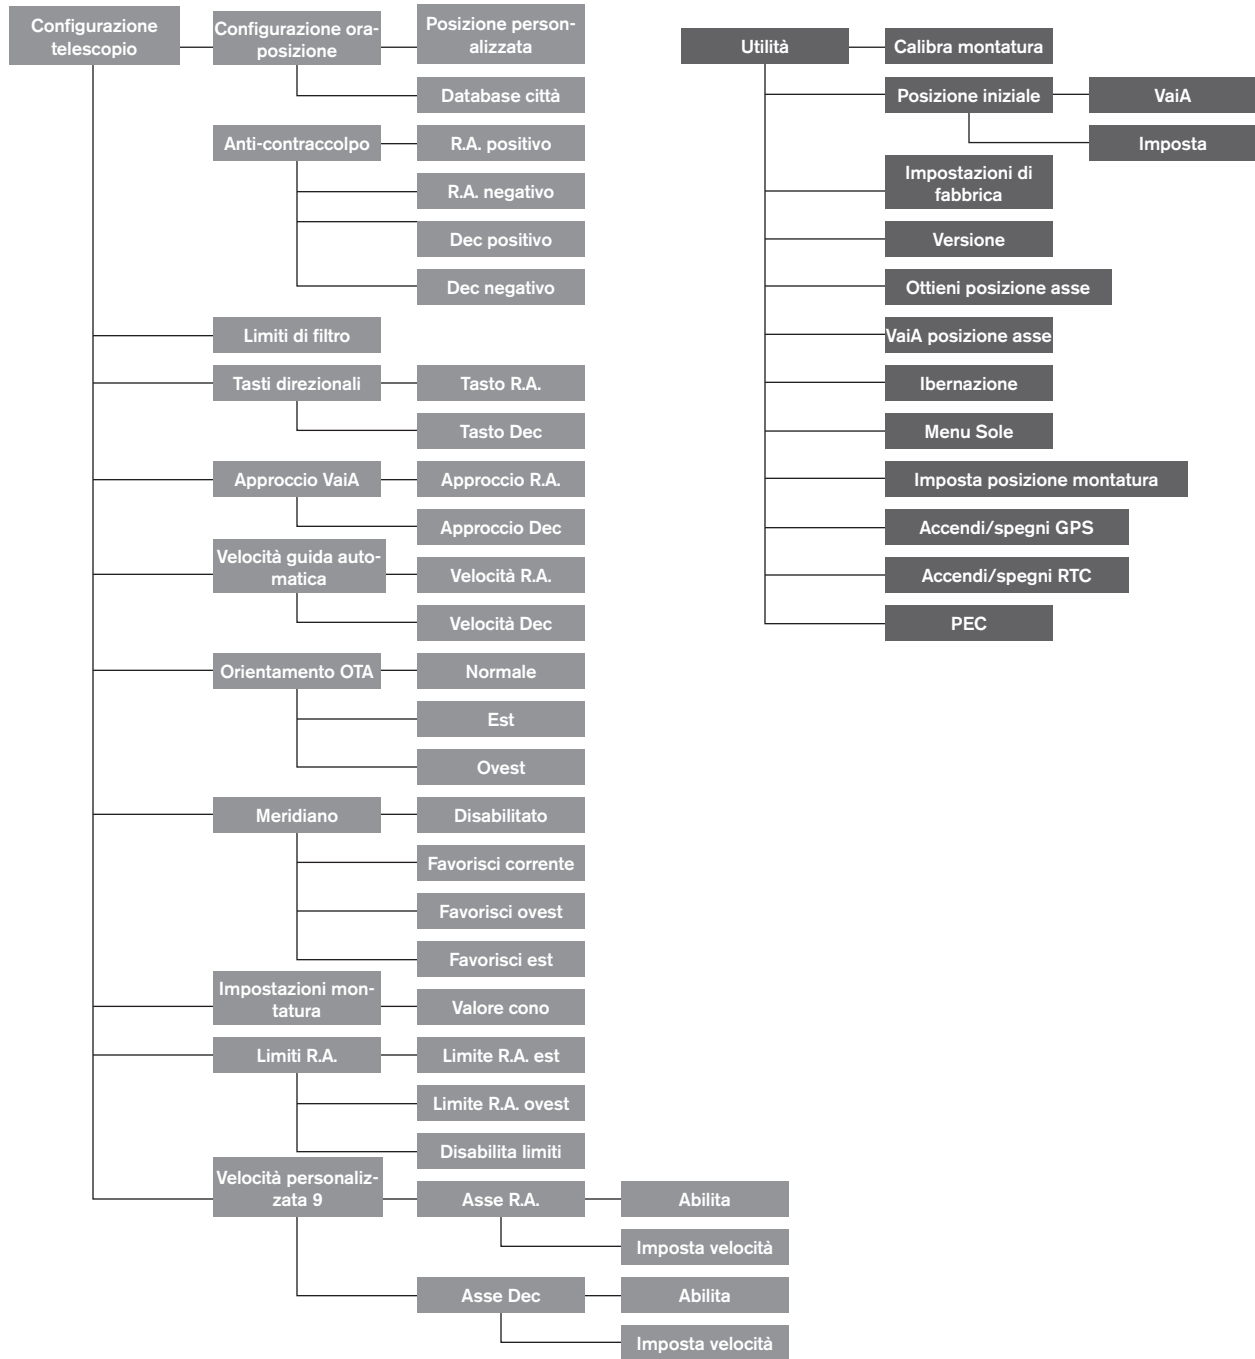 Configurazione
telescopio
Configurazione ora-
posizione
Posizione person-
alizzata
Database città
Anti-contraccolpo
R.A. positivo
R.A. negativo
Dec positivo
Dec negativo
Limiti di filtro
Tasti direzionali
Tasto R.A.
Tasto Dec
Approccio VaiA
Approccio R.A.
Approccio Dec
Velocità guida auto-
matica
Velocità R.A.
Velocità Dec
Orientamento OTA
Normale
Est
Ovest
Meridiano
Disabilitato
Favorisci corrente
Favorisci ovest
Favorisci est
Impostazioni mon-
tatura
Valore cono
Limiti R.A.
Limite R.A. est
Limite R.A. ovest
Disabilita limiti
Velocità personaliz-
zata 9
Asse R.A.
Abilita
Imposta velocità
Asse Dec
Abilita
Imposta velocità
Utilità
Calibra montatura
Posizione iniziale
VaiA
Imposta
Impostazioni di
fabbrica
Versione
Ottieni posizione asse
VaiA posizione asse
Ibernazione
Menu Sole
Imposta posizione montatura
Accendi/spegni GPS
Accendi/spegni RTC
PEC